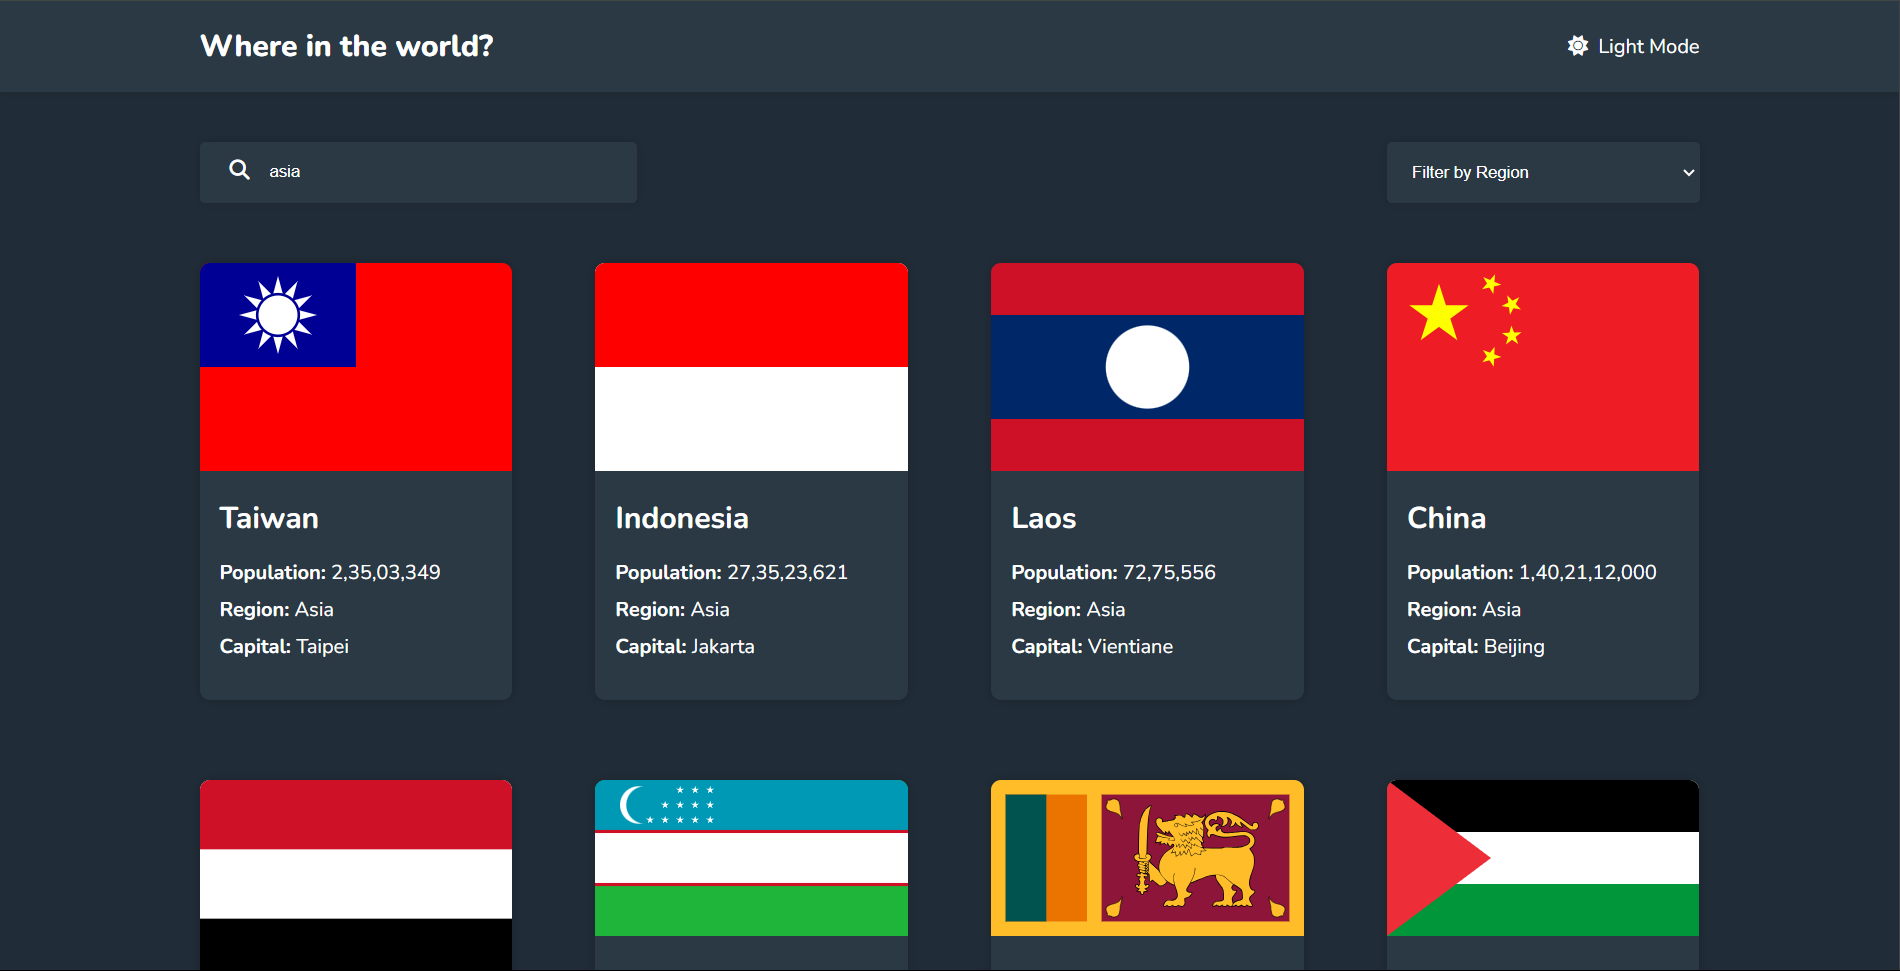 Where in the world?
Light Mode
asia
Filter by Region
Taiwan
Population: 2,35,03,349
Region: Asia
Capital: Taipei
Indonesia
Population: 27,35,23,621
Region: Asia
Capital: Jakarta
Laos
Population: 72,75,556
Region: Asia
Capital: Vientiane
China
Population: 1,40,21,12,000
Region: Asia
Capital: Beijing